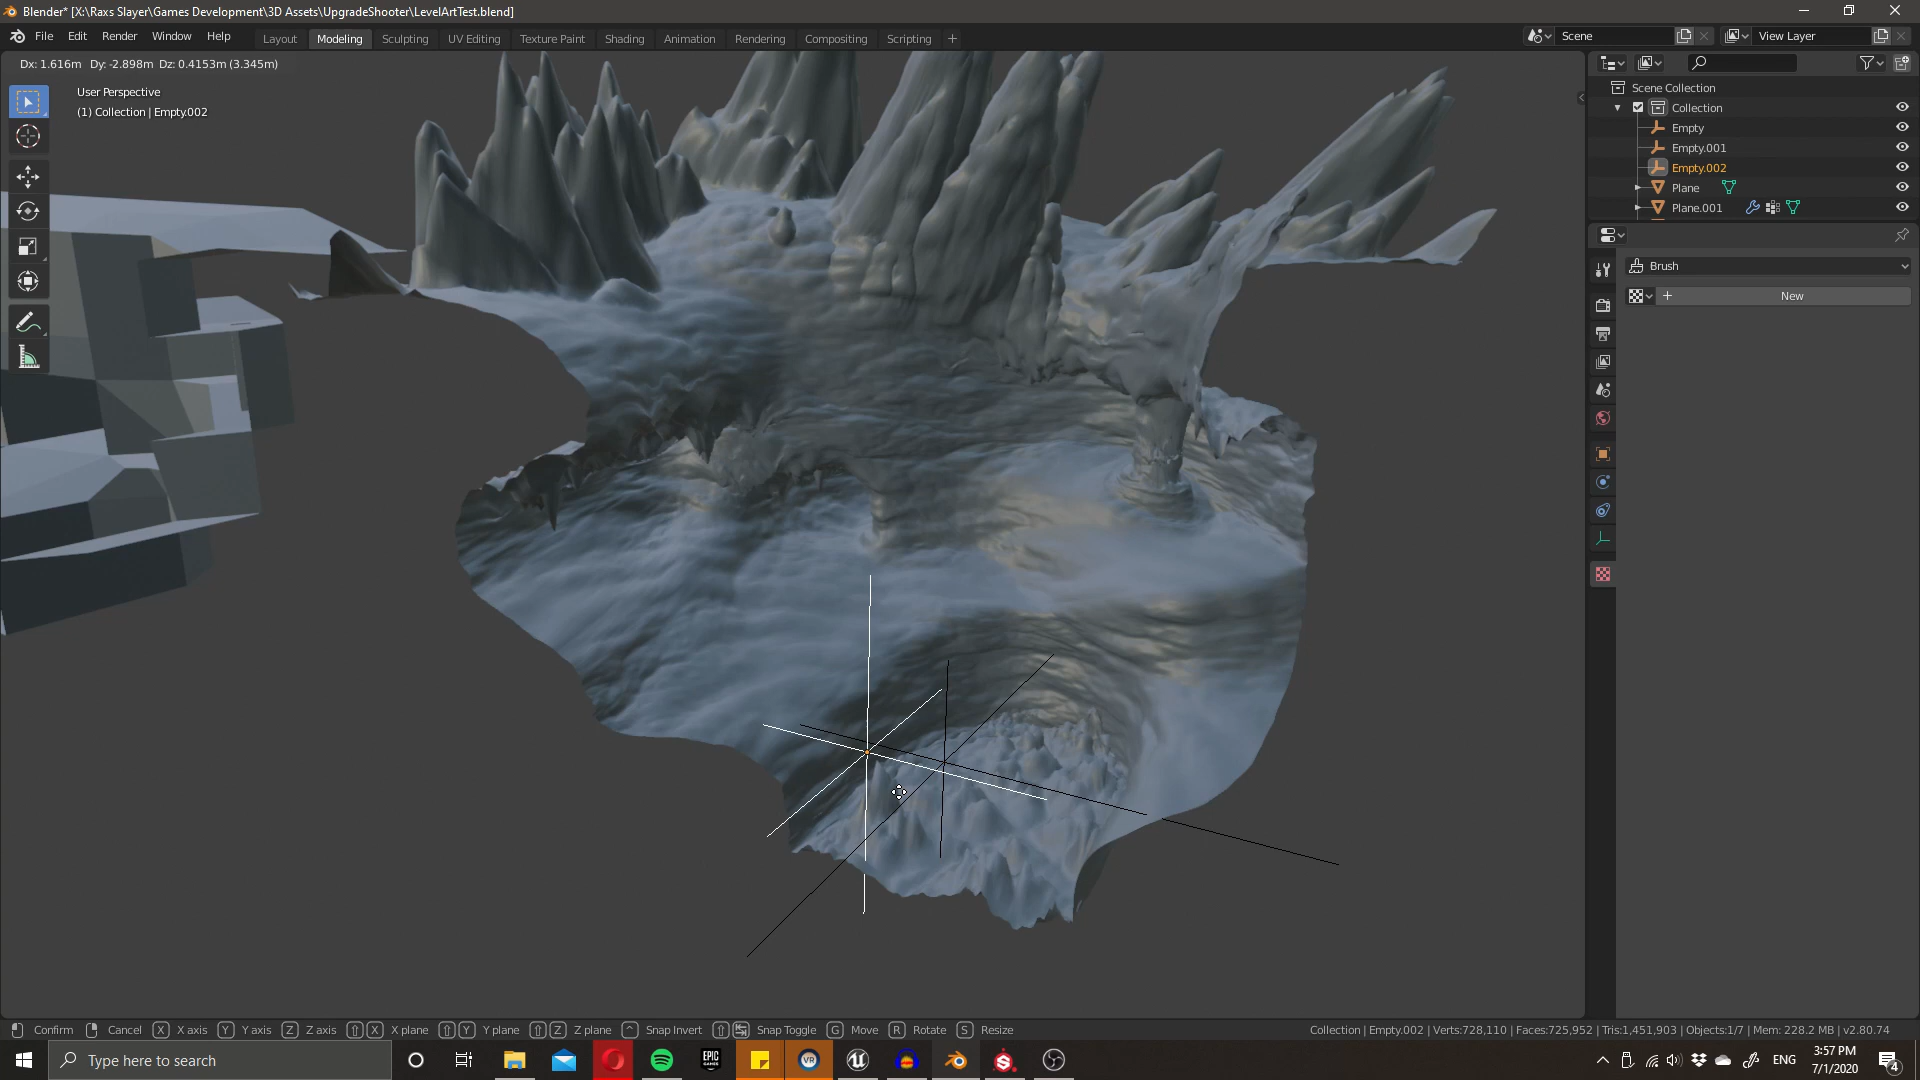 Blender* [X:\Raxs Slayer\Games Development\3D Assets\UpgradeShooter\LevelArtTest.blend]
File Edit Render Window Help Layout Modeling Sculpting UV Editing Texture Paint Shading Animation Rendering Compositing Scripting Scene View Layer
Dx: 1.616m Dy: -2.898m Dz: 0.4153m (3.345m)
User Perspective
(1) Collection | Empty.002
Scene Collection
Collection
Empty
Empty.001
Empty.002
Plane
Plane.001
Brush
New
Confirm Cancel X X axis Y Y axis Z Z axis X X plane Y Y plane Z Z plane ^ Snap Invert Snap Toggle G Move R Rotate S Resize
Collection | Empty.002 | Verts:728,110 | Faces:725,952 | Tris:1,451,903 | Objects:1/7 | Mem: 228.2 MB | v2.80.74
Type here to search
EPIC
VR
ENG
3:57 PM
7/1/2020
4